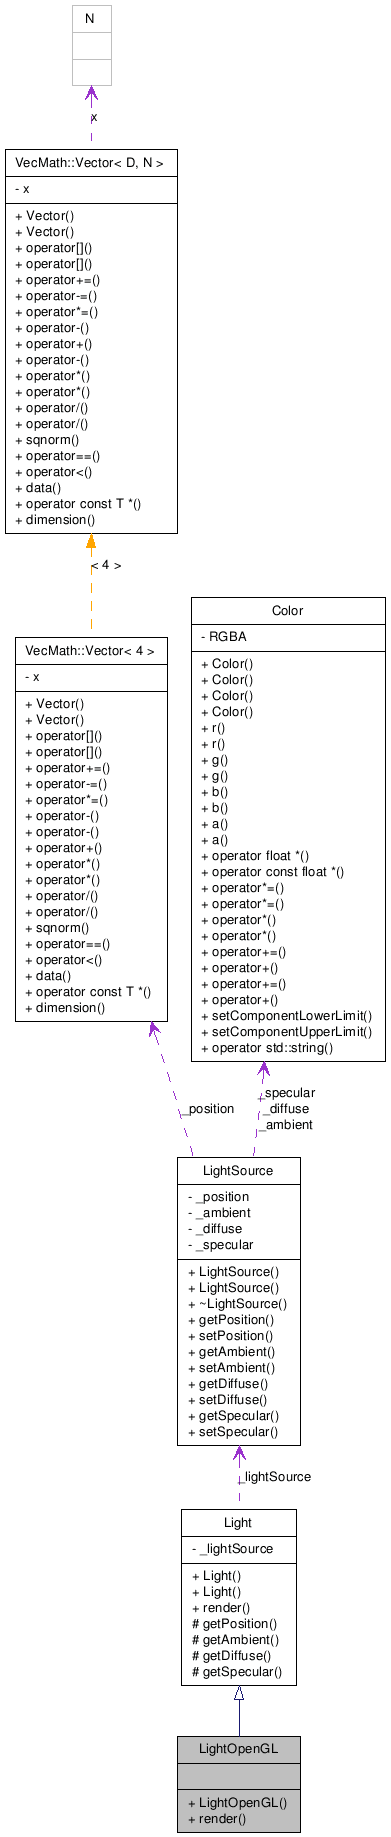 N
x
VecMath::Vector< D, N >
- x
+ Vector()
+ Vector()
+ operator[]()
+ operator[]()
+ operator+=()
+ operator-=()
+ operator*=()
+ operator-()
+ operator+()
+ operator-()
+ operator*()
+ operator*()
+ operator/()
+ operator/()
+ sqnorm()
+ operator==()
+ operator<()
+ data()
+ operator const T *()
+ dimension()
< 4 >
VecMath::Vector< 4 >
- x
+ Vector()
+ Vector()
+ operator[]()
+ operator[]()
+ operator+=()
+ operator-=()
+ operator*=()
+ operator-()
+ operator-()
+ operator+()
+ operator*()
+ operator*()
+ operator/()
+ operator/()
+ sqnorm()
+ operator==()
+ operator<()
+ data()
+ operator const T *()
+ dimension()
Color
- RGBA
+ Color()
+ Color()
+ Color()
+ Color()
+ r()
+ r()
+ g()
+ g()
+ b()
+ b()
+ a()
+ a()
+ operator float *()
+ operator const float *()
+ operator*=()
+ operator*=()
+ operator*()
+ operator*()
+ operator+=()
+ operator+()
+ operator+=()
+ operator+()
+ setComponentLowerLimit()
+ setComponentUpperLimit()
+ operator std::string()
_position
_specular
_diffuse
_ambient
LightSource
- _position
- _ambient
- _diffuse
- _specular
+ LightSource()
+ LightSource()
+ ~LightSource()
+ getPosition()
+ setPosition()
+ getAmbient()
+ setAmbient()
+ getDiffuse()
+ setDiffuse()
+ getSpecular()
+ setSpecular()
_lightSource
Light
- _lightSource
+ Light()
+ Light()
+ render()
# getPosition()
# getAmbient()
# getDiffuse()
# getSpecular()
LightOpenGL
+ LightOpenGL()
+ render()